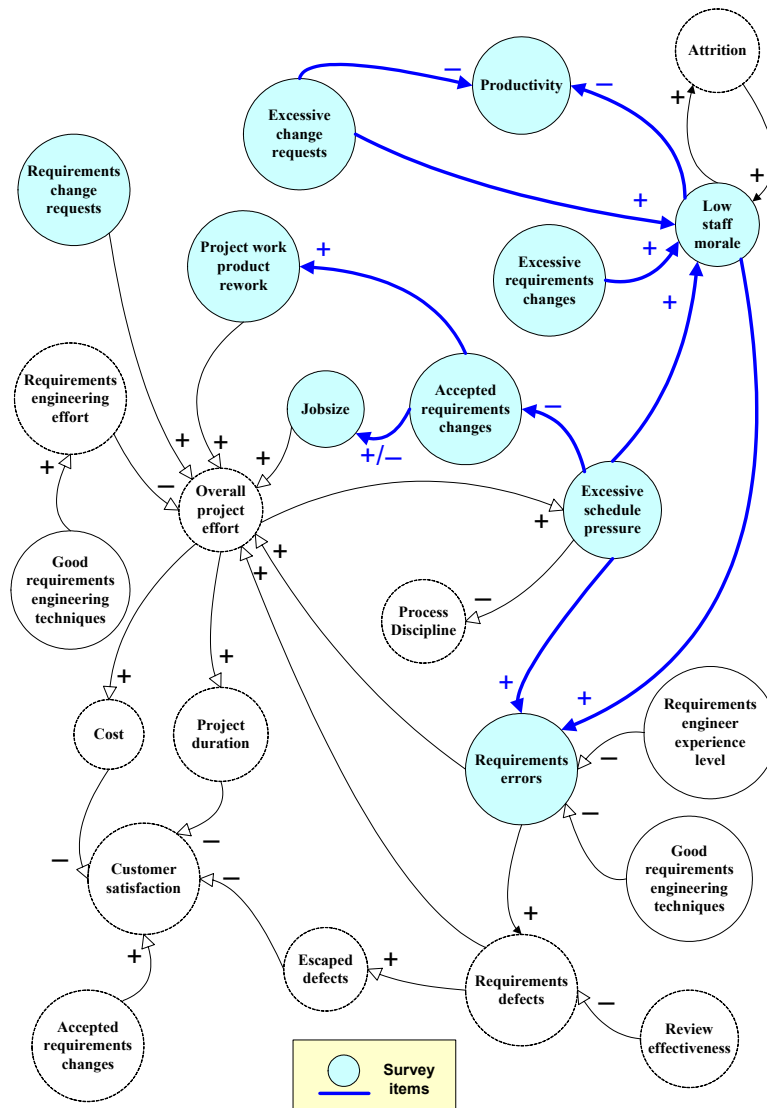 Attrition
+
+
–
Productivity
–
Excessive
change
requests
Requirements
change
requests
+
Low
staff
morale
Project work
product
rework
+
Excessive
requirements
changes
+
+
Requirements
engineering
effort
Jobsize
Accepted
requirements
changes
–
+/–
+
+
+
+
–
Overall
project
effort
Excessive
schedule
pressure
+
+
+
Good
requirements
engineering
techniques
Process
Discipline
–
+
+
+
+
Cost
Project
duration
Requirements
errors
Requirements
engineer
experience
level
–
–
–
–
–
Customer
satisfaction
Good
requirements
engineering
techniques
+
+
Escaped
defects
+
Requirements
defects
–
Accepted
requirements
changes
Review
effectiveness
Survey
items